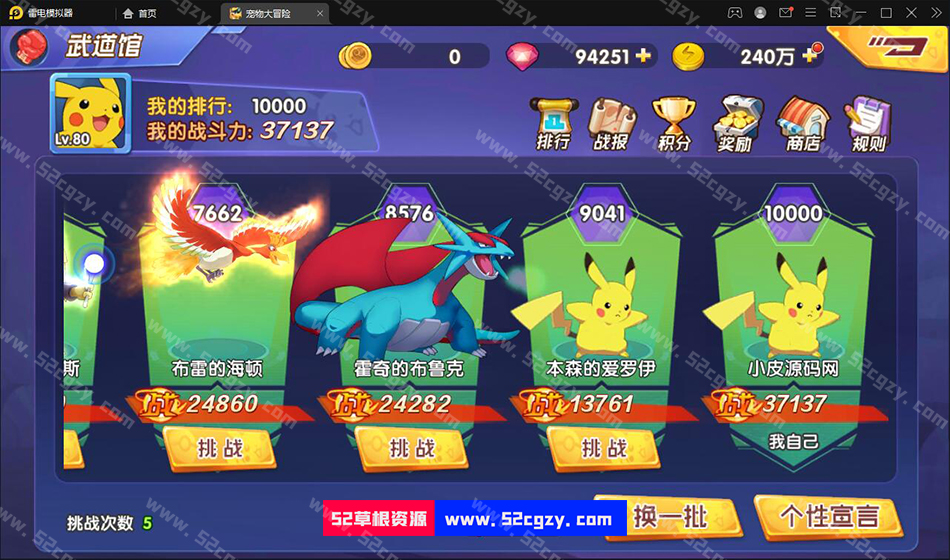 雷电模拟器
首页
宠物大冒险
武道馆
0
94251
240万
Lv.80
我的排行: 10000
我的战斗力: 37137
排行
战报
积分
奖励
商店
规则
7662
8576
9041
10000
斯
布雷的海顿
霍奇的布鲁克
本森的爱罗伊
小皮源码网
战 24860
战 24282
战 13761
战 37137
挑战
挑战
挑战
我自己
挑战次数 5
52草根资源
www.52cgzy.com
换一批
个性宣言